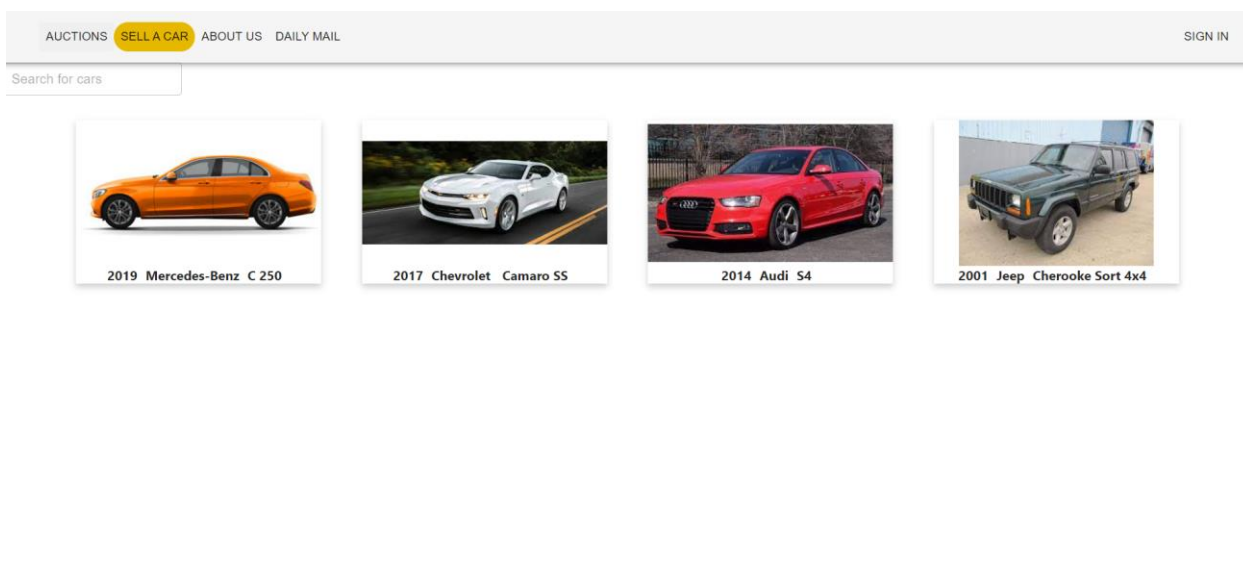 AUCTIONS SELL A CAR ABOUT US DAILY MAIL SIGN IN
Search for cars
2019 Mercedes-Benz C 250
2017 Chevrolet Camaro SS
2014 Audi S4
2001 Jeep Cherooke Sort 4x4